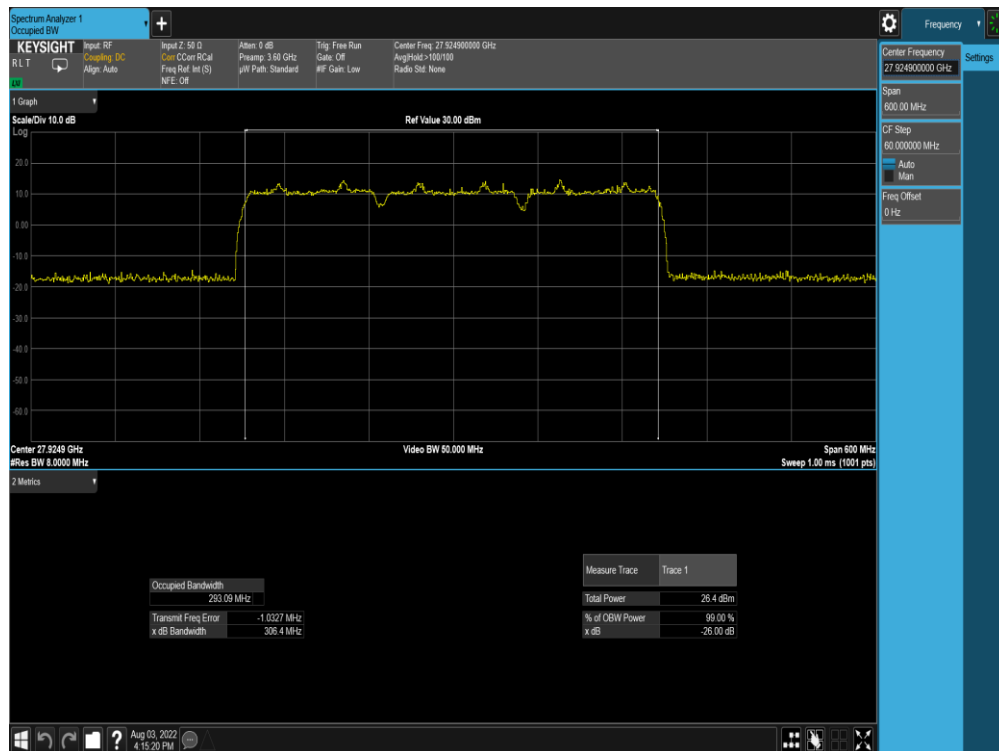 Spectrum Analyzer 1
Occupied BW
+
Frequency
KEYSIGHT
RLT
LXI
Input: RF
Coupling: DC
Align: Auto
Input Z: 50 Ω
Corr CCorr RCal
Freq Ref: Int (S)
NFE: Off
Atten: 0 dB
Preamp: 3.60 GHz
µW Path: Standard
Trig: Free Run
Gate: Off
#IF Gain: Low
Center Freq: 27.924900000 GHz
Avg|Hold:>100/100
Radio Std: None
Center Frequency
27.924900000 GHz
Settings
Span
600.00 MHz
CF Step
60.000000 MHz
Auto
Man
Freq Offset
0 Hz
1 Graph
Scale/Div 10.0 dB
Ref Value 30.00 dBm
Log
20.0
10.0
0.00
-10.0
-20.0
-30.0
-40.0
-50.0
-60.0
Center 27.9249 GHz
#Res BW 8.0000 MHz
Video BW 50.000 MHz
Span 600 MHz
Sweep 1.00 ms (1001 pts)
2 Metrics
Occupied Bandwidth
293.09 MHz
Transmit Freq Error -1.0327 MHz
x dB Bandwidth 306.4 MHz
Measure Trace Trace 1
Total Power 26.4 dBm
% of OBW Power 99.00 %
x dB -26.00 dB
?
Aug 03, 2022
4:15:20 PM